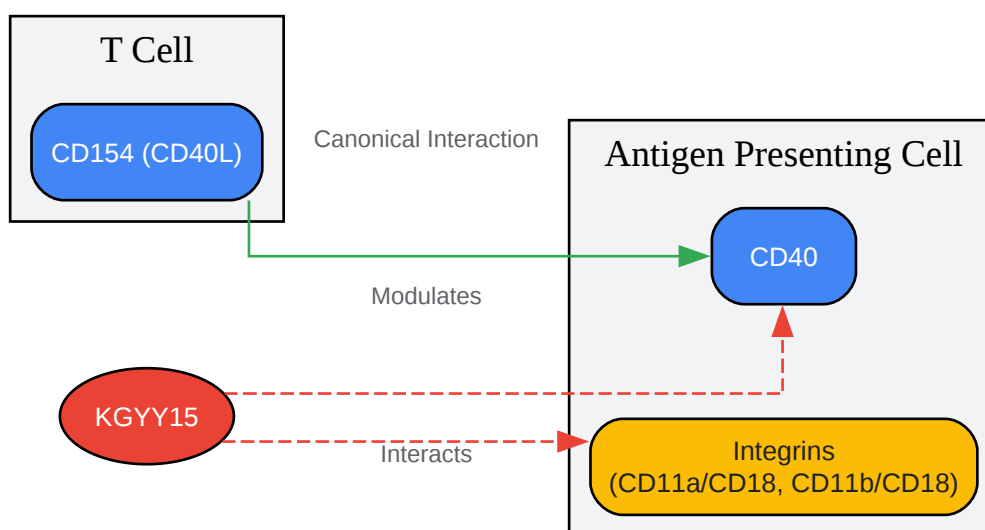 T Cell
CD154 (CD40L)
Canonical Interaction
Antigen Presenting Cell
CD40
Modulates
KGYY15
Interacts
Integrins
(CD11a/CD18, CD11b/CD18)